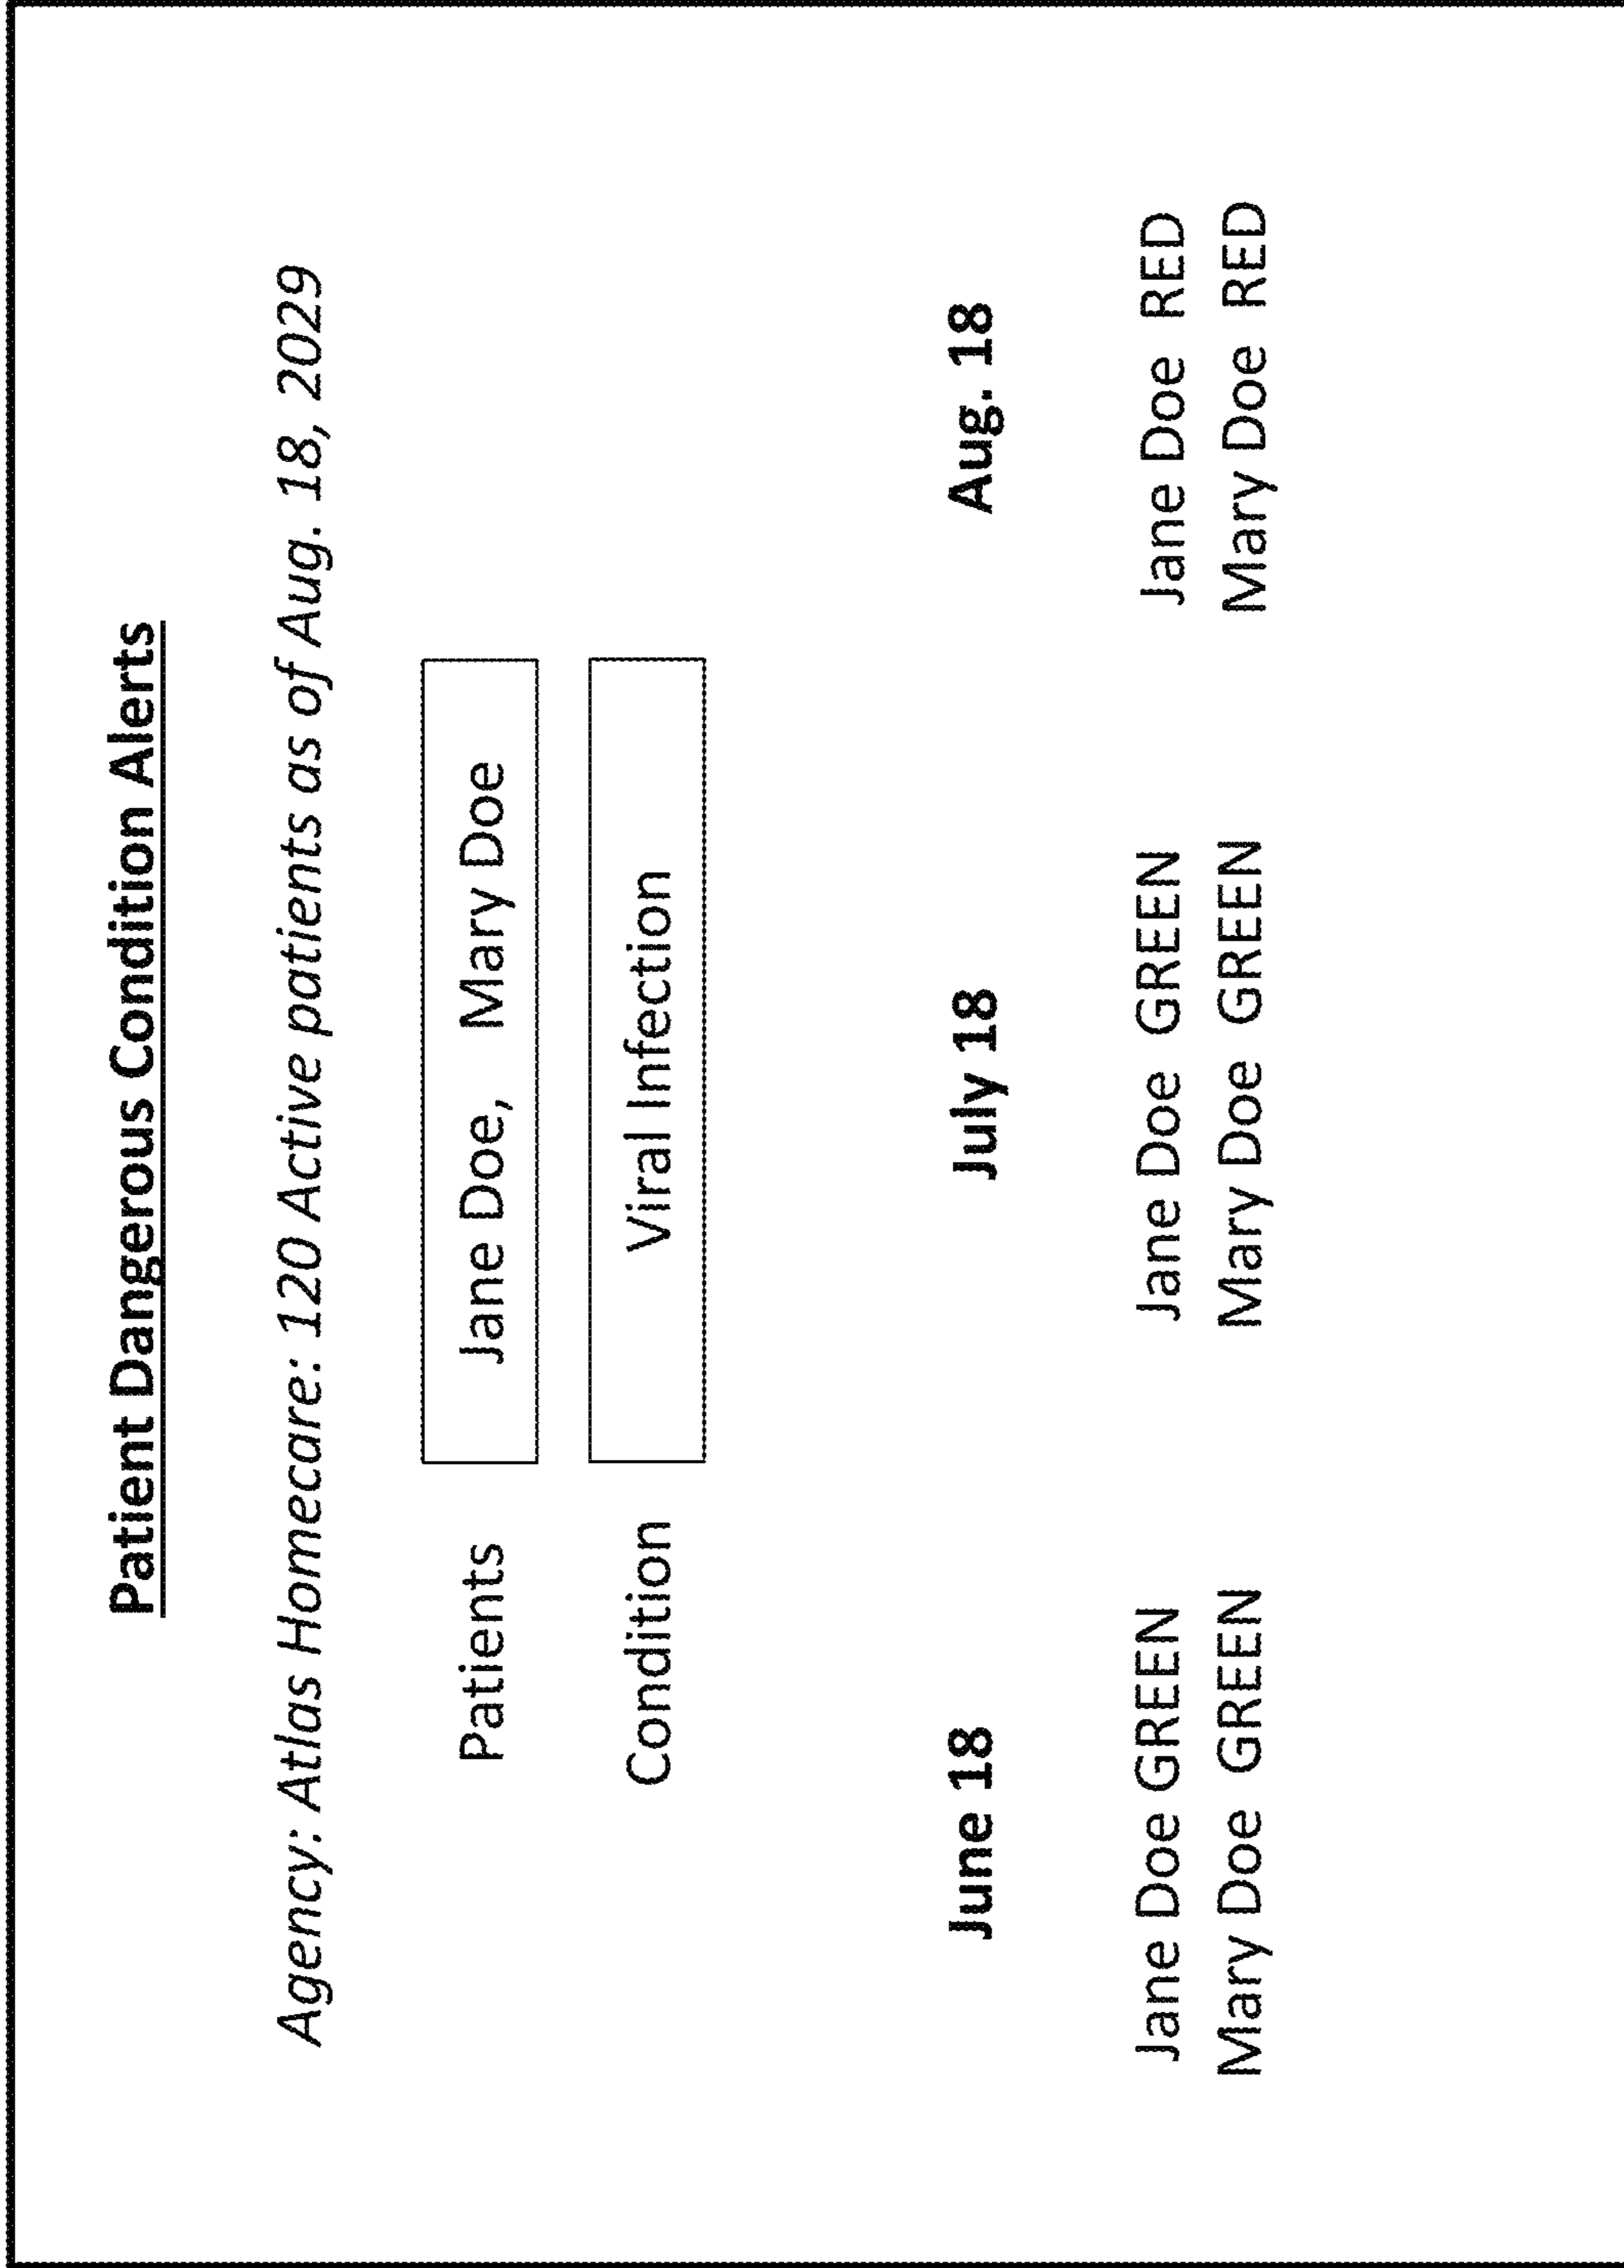 Patient Dangerous Condition Alerts
Agency: Atlas Homecare: 120 Active patients as of Aug. 18, 2029
Patients Jane Doe, Mary Doe
Condition Viral Infection
June 18 July 18 Aug. 18
Jane Doe GREEN Jane Doe GREEN Jane Doe RED
Mary Doe GREEN Mary Doe GREEN Mary Doe RED